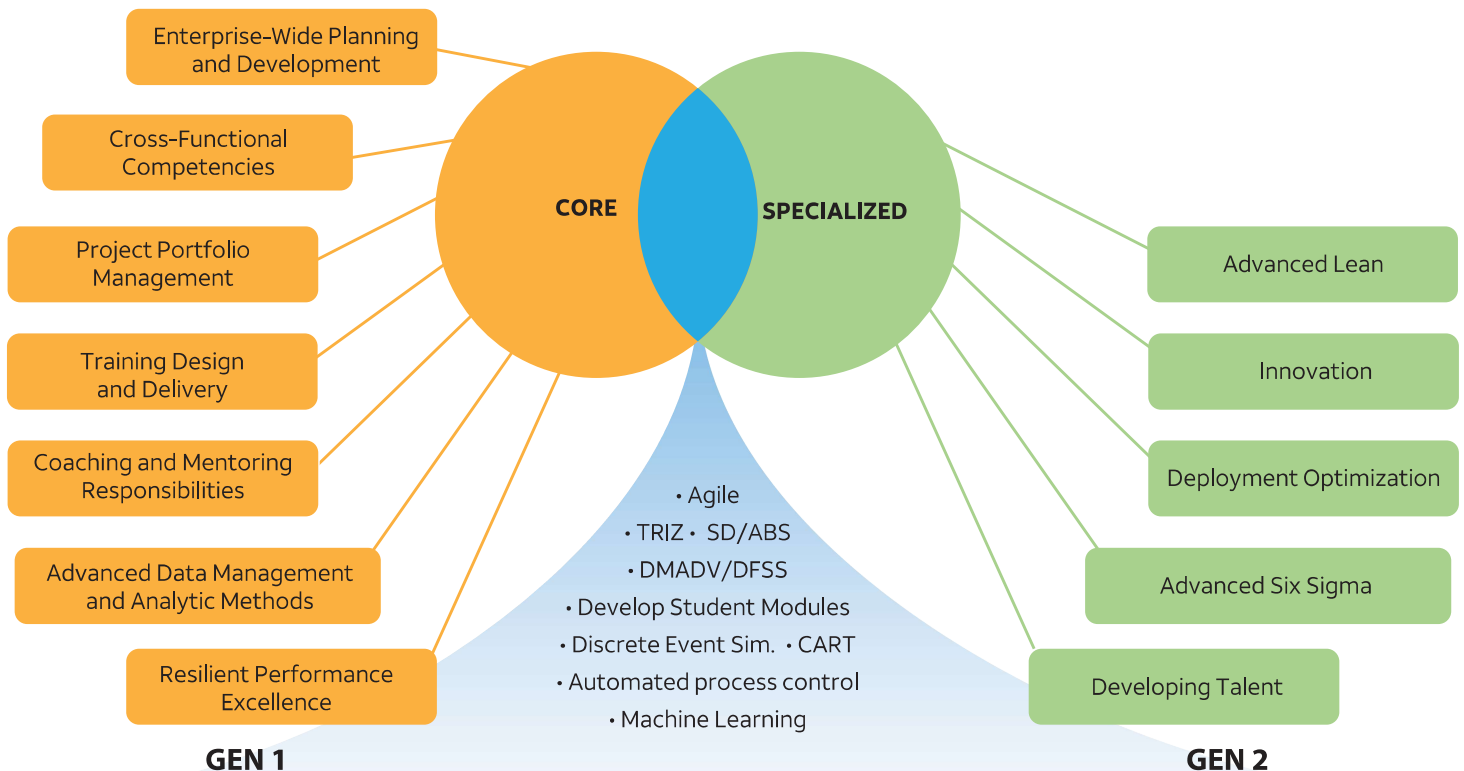 Enterprise-Wide Planning
and Development
Cross-Functional
Competencies
Project Portfolio
Management
Training Design
and Delivery
Coaching and Mentoring
Responsibilities
Advanced Data Management
and Analytic Methods
Resilient Performance
Excellence
GEN 1
CORE
SPECIALIZED
• Agile
• TRIZ • SD/ABS
• DMADV/DFSS
• Develop Student Modules
• Discrete Event Sim. • CART
• Automated process control
• Machine Learning
Advanced Lean
Innovation
Deployment Optimization
Advanced Six Sigma
Developing Talent
GEN 2